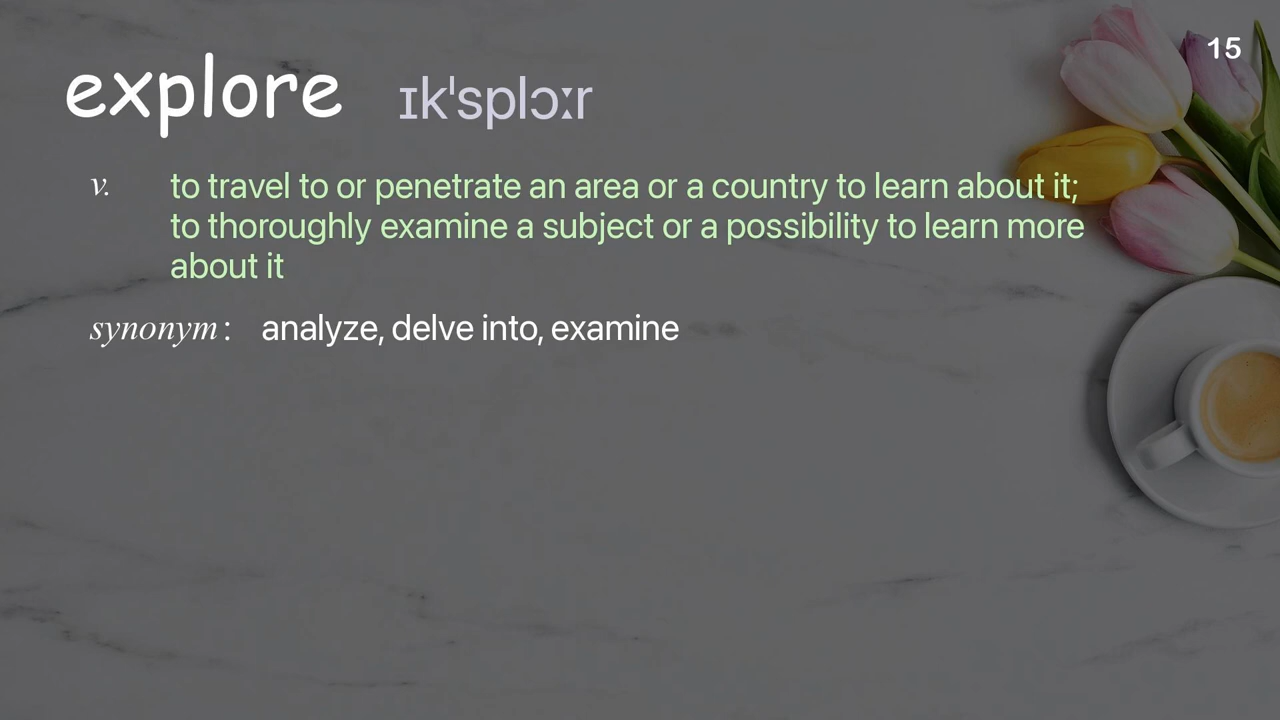 15
explore ɪkˈsplɔːr
v. to travel to or penetrate an area or a country to learn about it;
to thoroughly examine a subject or a possibility to learn more
about it
synonym: analyze, delve into, examine